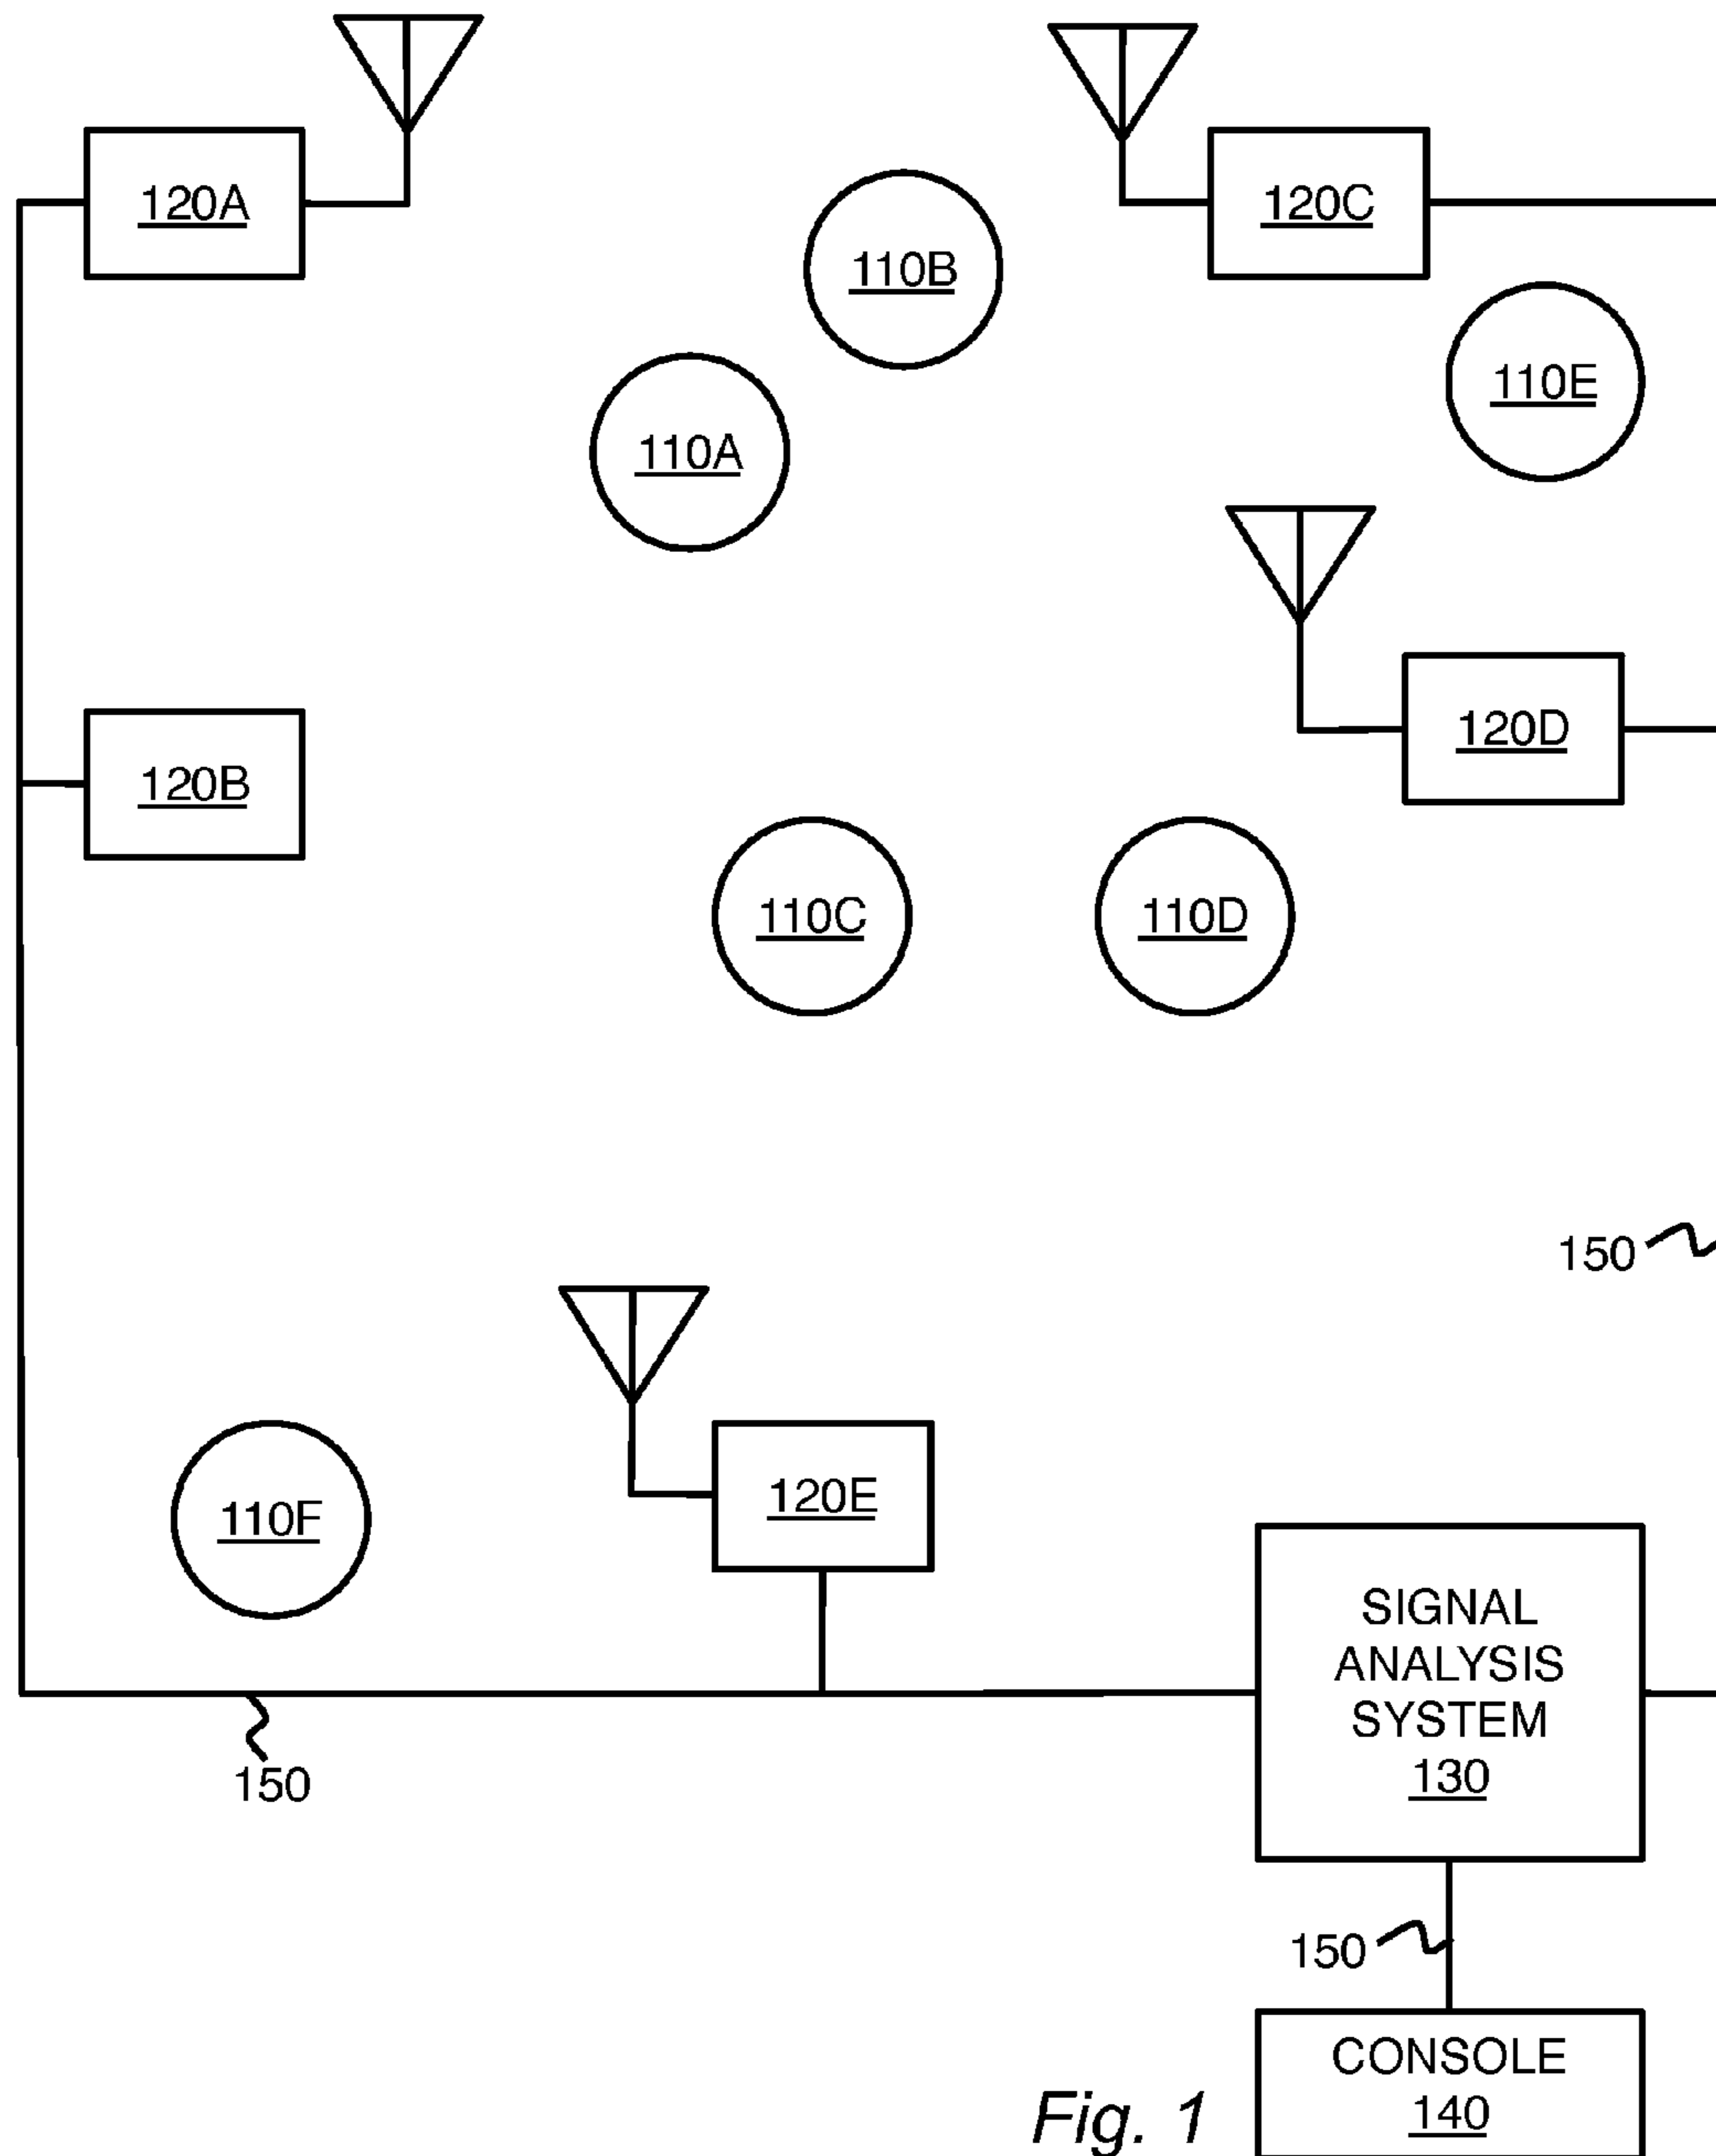 120A
120C
110B
110E
110A
120D
120B
110C
110D
150
120E
110F
SIGNAL
ANALYSIS
SYSTEM
130
150
150
CONSOLE
140
Fig. 1